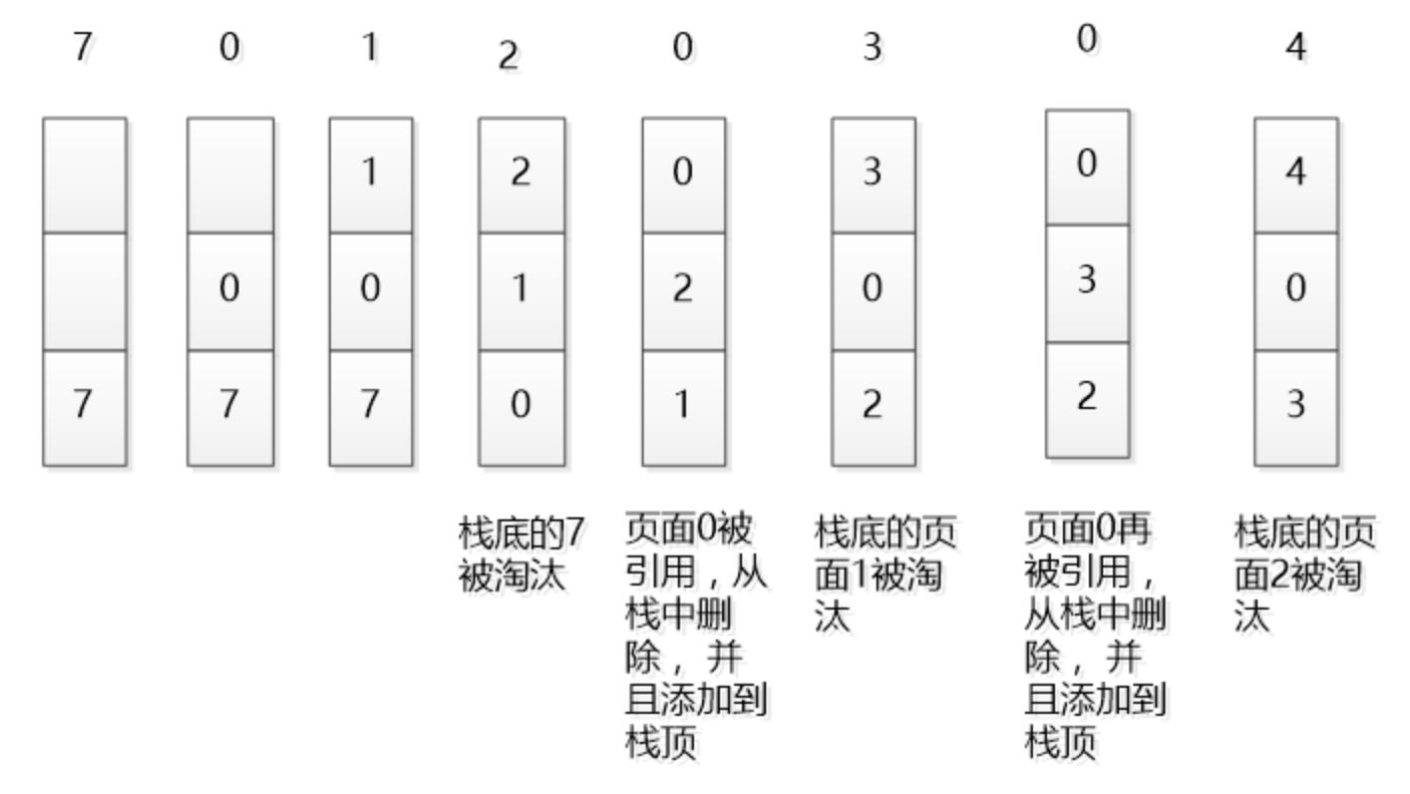 7 0 1 2 0 3 0 4
1 2 0 3 0 4
0 0 1 2 0 3 0
7 7 7 0 1 2 2 3
栈底的7
被淘汰
页面0被
引用，从
栈中删
除， 并
且添加到
栈顶
栈底的页
面1被淘
汰
页面0再
被引用，
从栈中删
除， 并
且添加到
栈顶
栈底的页
面2被淘
汰